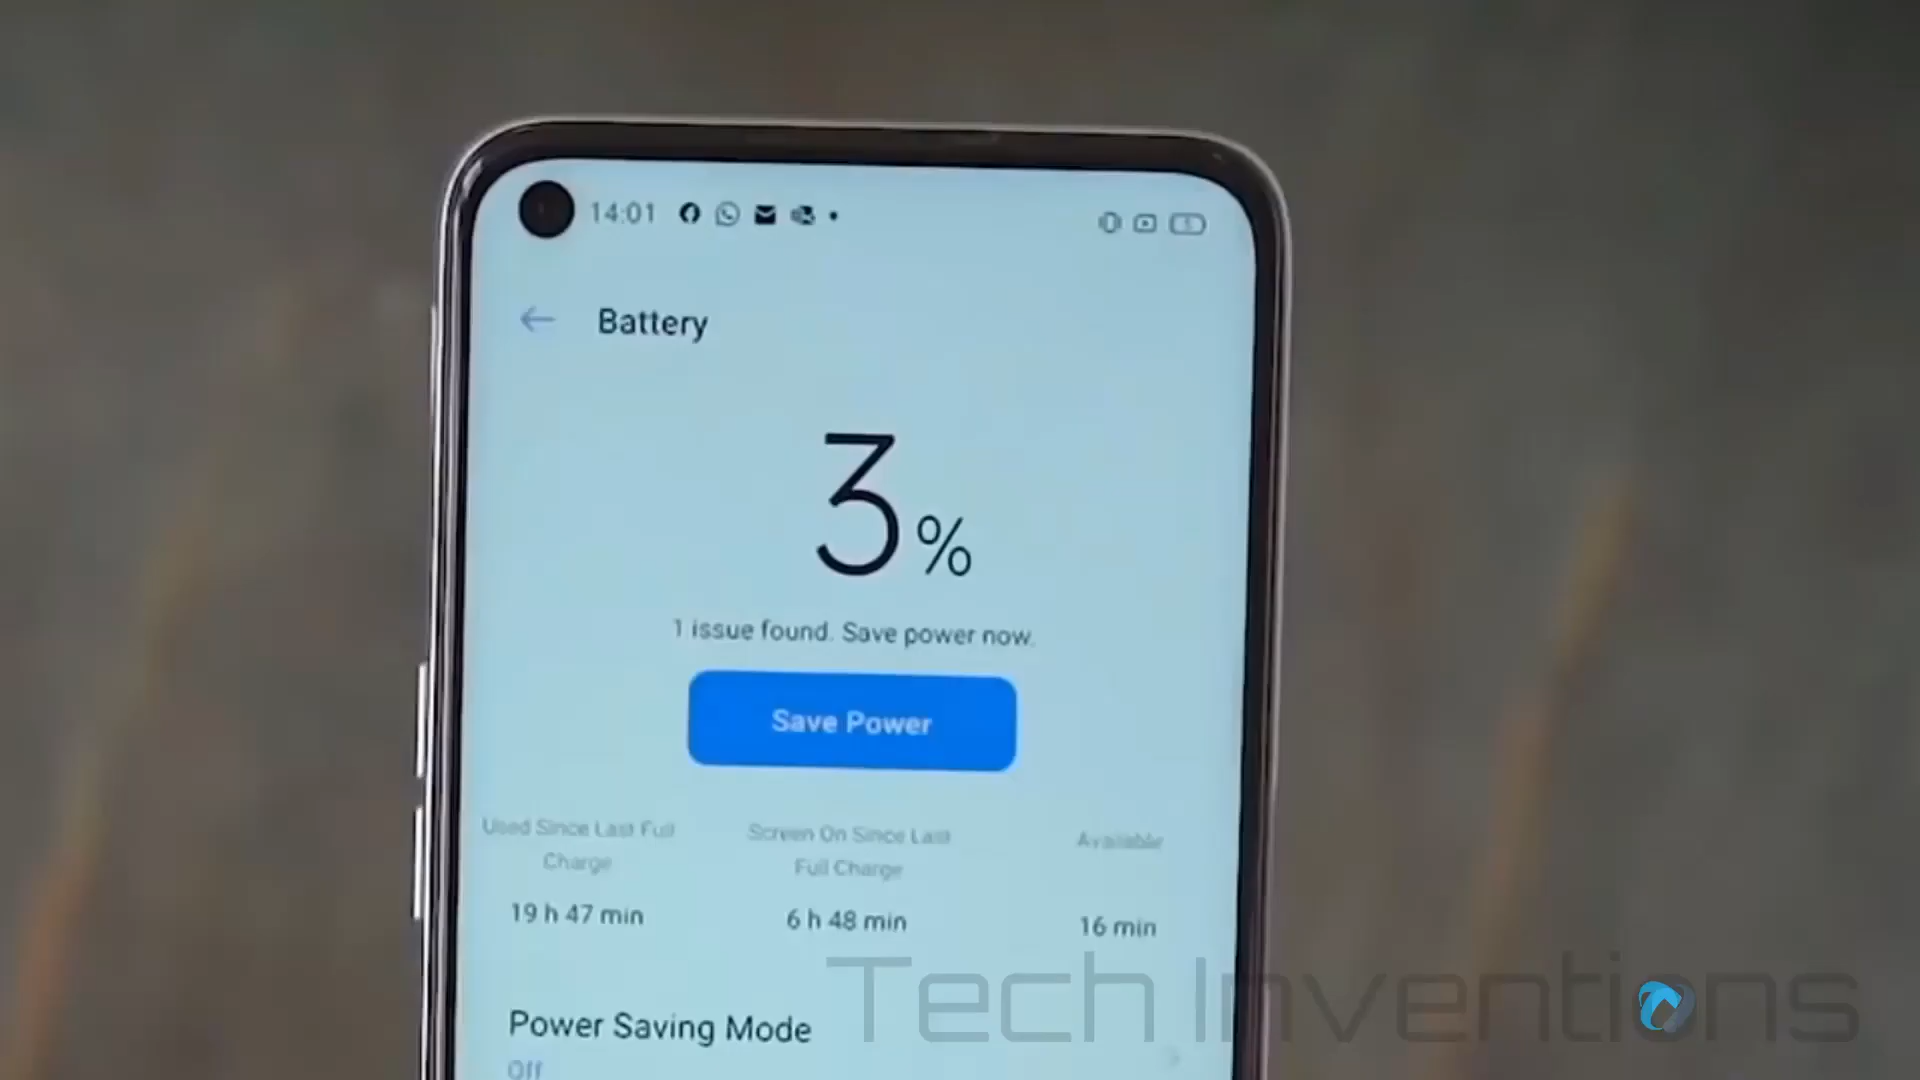 14:01
Battery
3%
1 issue found. Save power now.
Save Power
Used Since Last Full
Charge
Screen On Since Last
Full Charge
Available
19 h 47 min
6 h 48 min
16 min
Power Saving Mode
Off
Tech Inventions